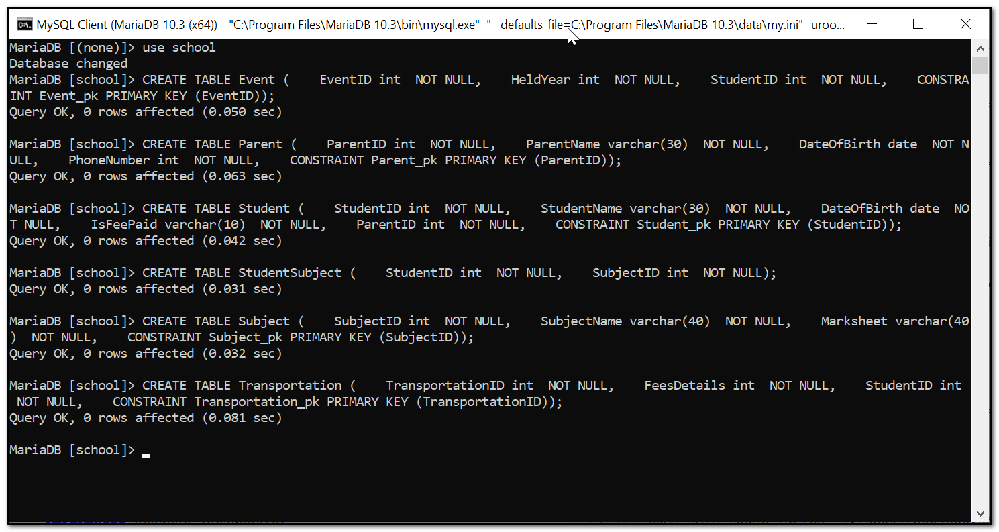 MySQL Client (MariaDB 10.3 (x64)) - "C:\Program Files\MariaDB 10.3\bin\mysql.exe"  "--defaults-file=C:\Program Files\MariaDB 10.3\data\my.ini" -uroo...
MariaDB [(none)]> use school
Database changed
MariaDB [school]> CREATE TABLE Event (    EventID int  NOT NULL,    HeldYear int  NOT NULL,    StudentID int  NOT NULL,    CONSTRA
INT Event_pk PRIMARY KEY (EventID));
Query OK, 0 rows affected (0.050 sec)
MariaDB [school]> CREATE TABLE Parent (    ParentID int  NOT NULL,    ParentName varchar(30)  NOT NULL,    DateOfBirth date  NOT N
ULL,    PhoneNumber int  NOT NULL,    CONSTRAINT Parent_pk PRIMARY KEY (ParentID));
Query OK, 0 rows affected (0.063 sec)
MariaDB [school]> CREATE TABLE Student (    StudentID int  NOT NULL,    StudentName varchar(30)  NOT NULL,    DateOfBirth date  NO
T NULL,    IsFeePaid varchar(10)  NOT NULL,    ParentID int  NOT NULL,    CONSTRAINT Student_pk PRIMARY KEY (StudentID));
Query OK, 0 rows affected (0.042 sec)
MariaDB [school]> CREATE TABLE StudentSubject (    StudentID int  NOT NULL,    SubjectID int  NOT NULL);
Query OK, 0 rows affected (0.031 sec)
MariaDB [school]> CREATE TABLE Subject (    SubjectID int  NOT NULL,    SubjectName varchar(40)  NOT NULL,    Marksheet varchar(40
)  NOT NULL,    CONSTRAINT Subject_pk PRIMARY KEY (SubjectID));
Query OK, 0 rows affected (0.032 sec)
MariaDB [school]> CREATE TABLE Transportation (    TransportationID int  NOT NULL,    FeesDetails int  NOT NULL,    StudentID int
 NOT NULL,    CONSTRAINT Transportation_pk PRIMARY KEY (TransportationID));
Query OK, 0 rows affected (0.081 sec)
MariaDB [school]>